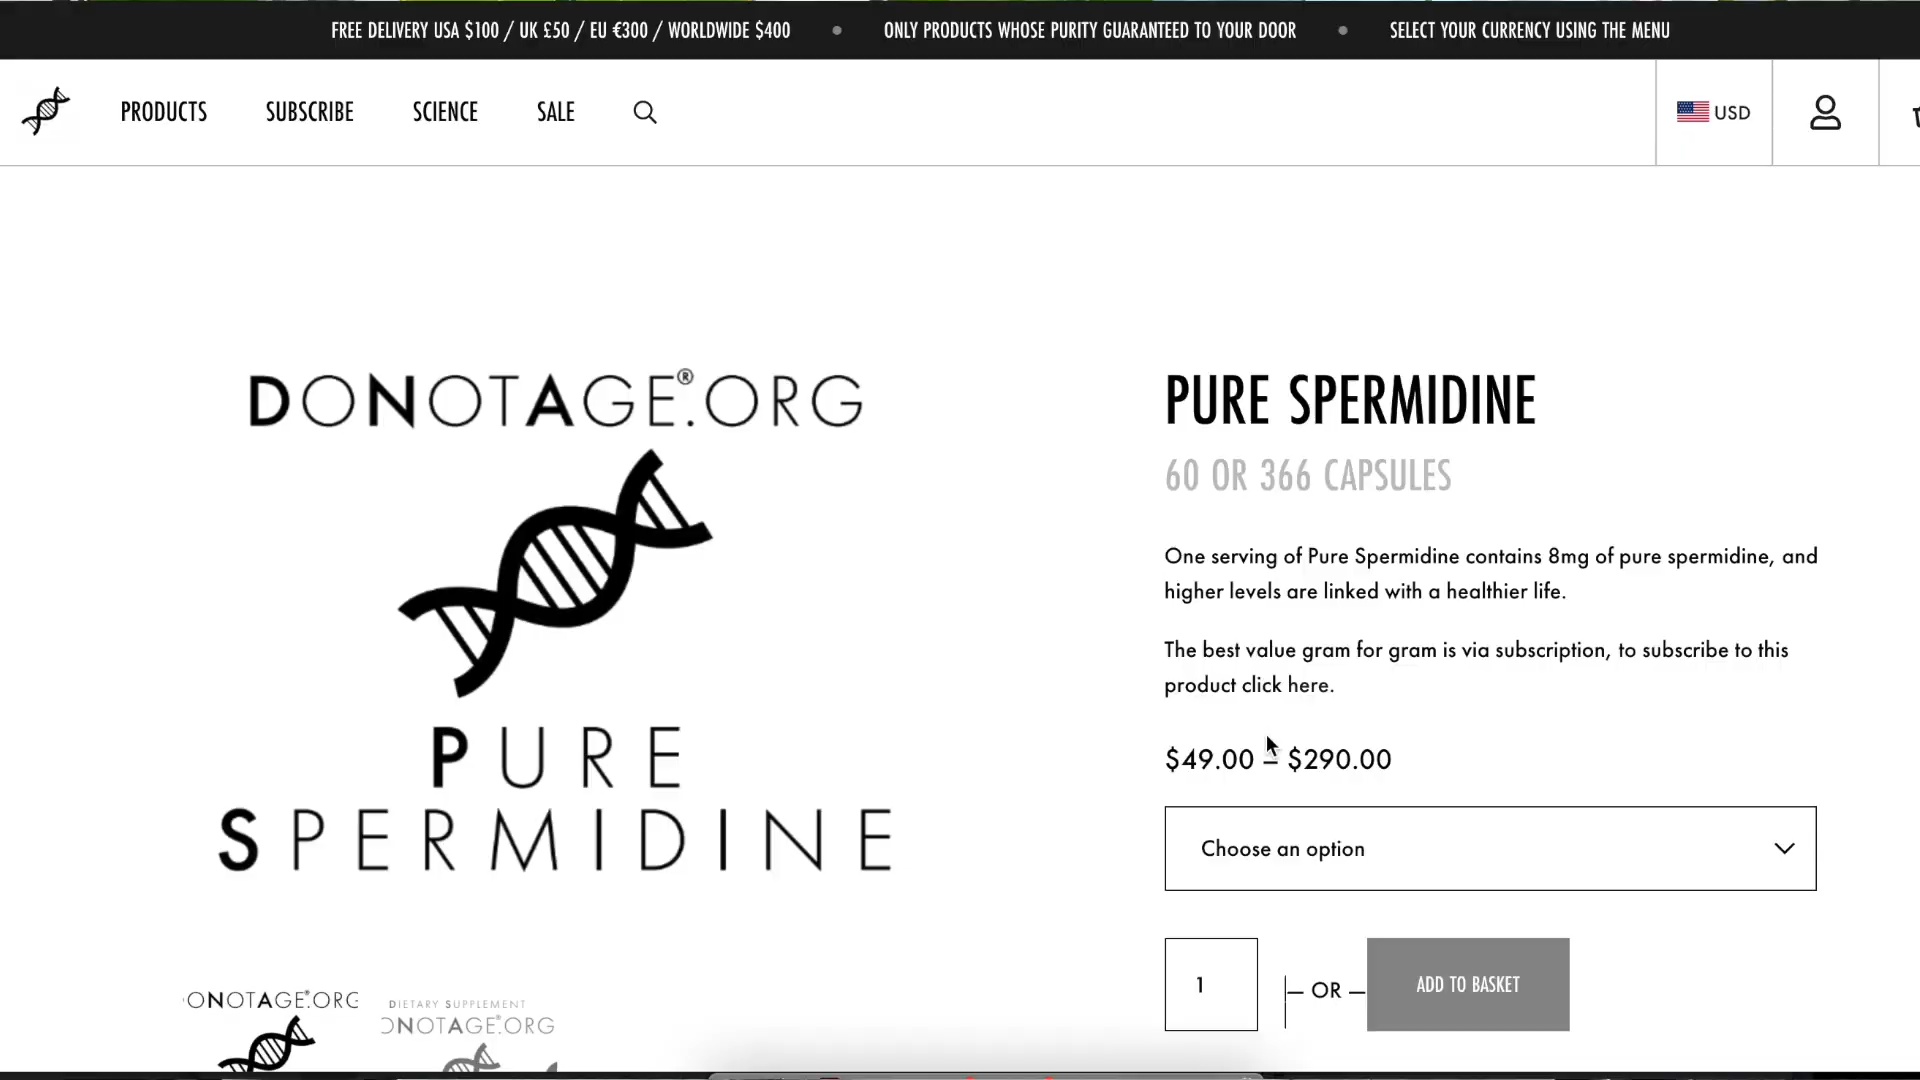 FREE DELIVERY USA $100 / UK £50 / EU €300 / WORLDWIDE $400 • ONLY PRODUCTS WHOSE PURITY GUARANTEED TO YOUR DOOR • SELECT YOUR CURRENCY USING THE MENU
PRODUCTS SUBSCRIBE SCIENCE SALE USD
DONOTAGE®.ORG
PURE
SPERMIDINE
PURE SPERMIDINE
60 OR 366 CAPSULES
One serving of Pure Spermidine contains 8mg of pure spermidine, and
higher levels are linked with a healthier life.
The best value gram for gram is via subscription, to subscribe to this
product click here.
$49.00 – $290.00
Choose an option
1 — OR — ADD TO BASKET
ONOTAGE®.ORG
DIETARY SUPPLEMENT
ONOTAGE®.ORG